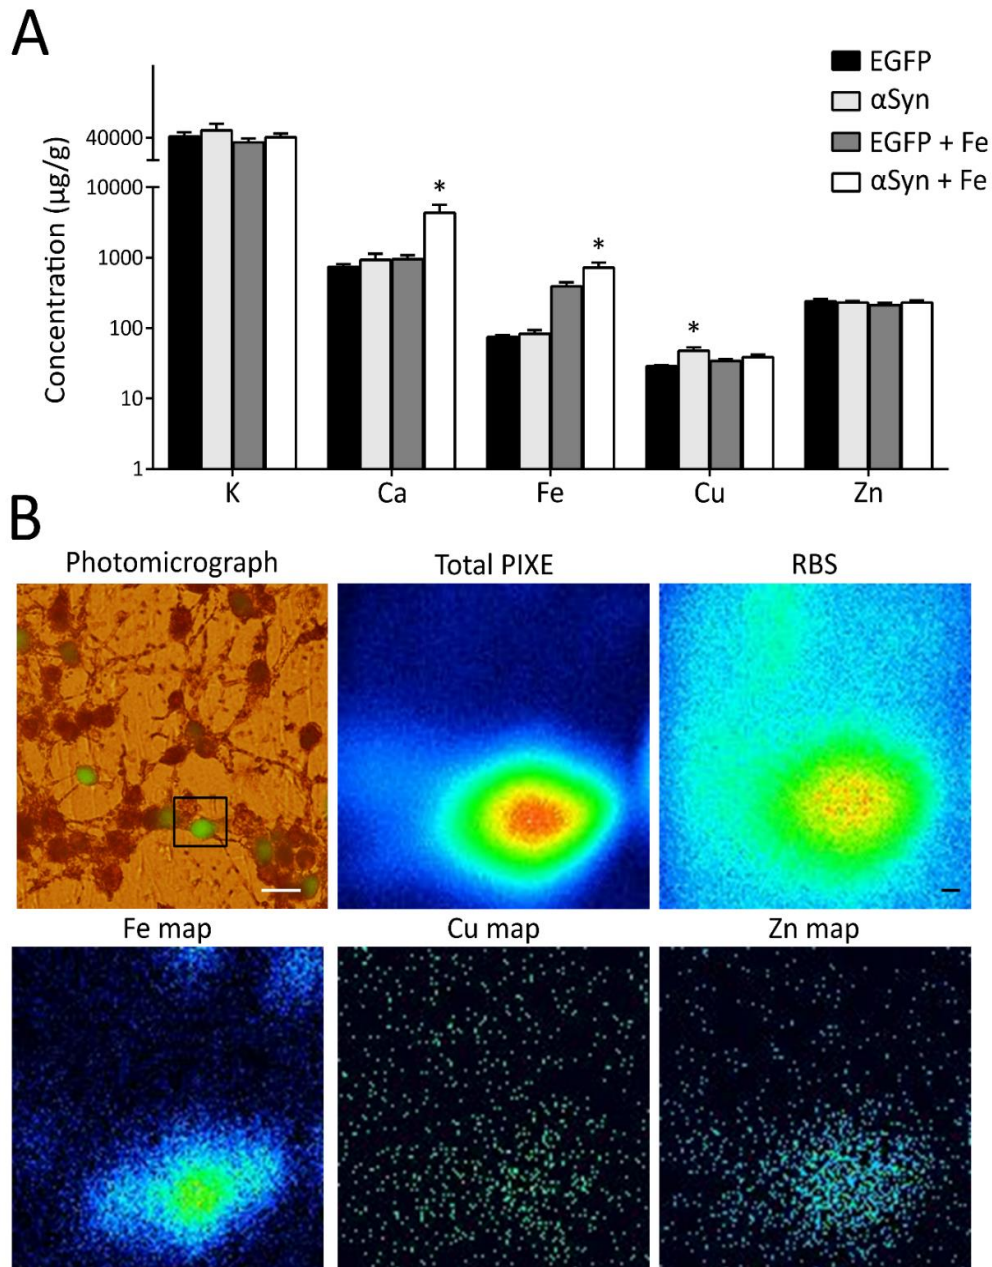 A
EGFP
αSyn
EGFP + Fe
αSyn + Fe
Concentration (µg/g)
40000
10000
1000
100
10
1
*
*
*
K Ca Fe Cu Zn
B
Photomicrograph Total PIXE RBS
Fe map Cu map Zn map